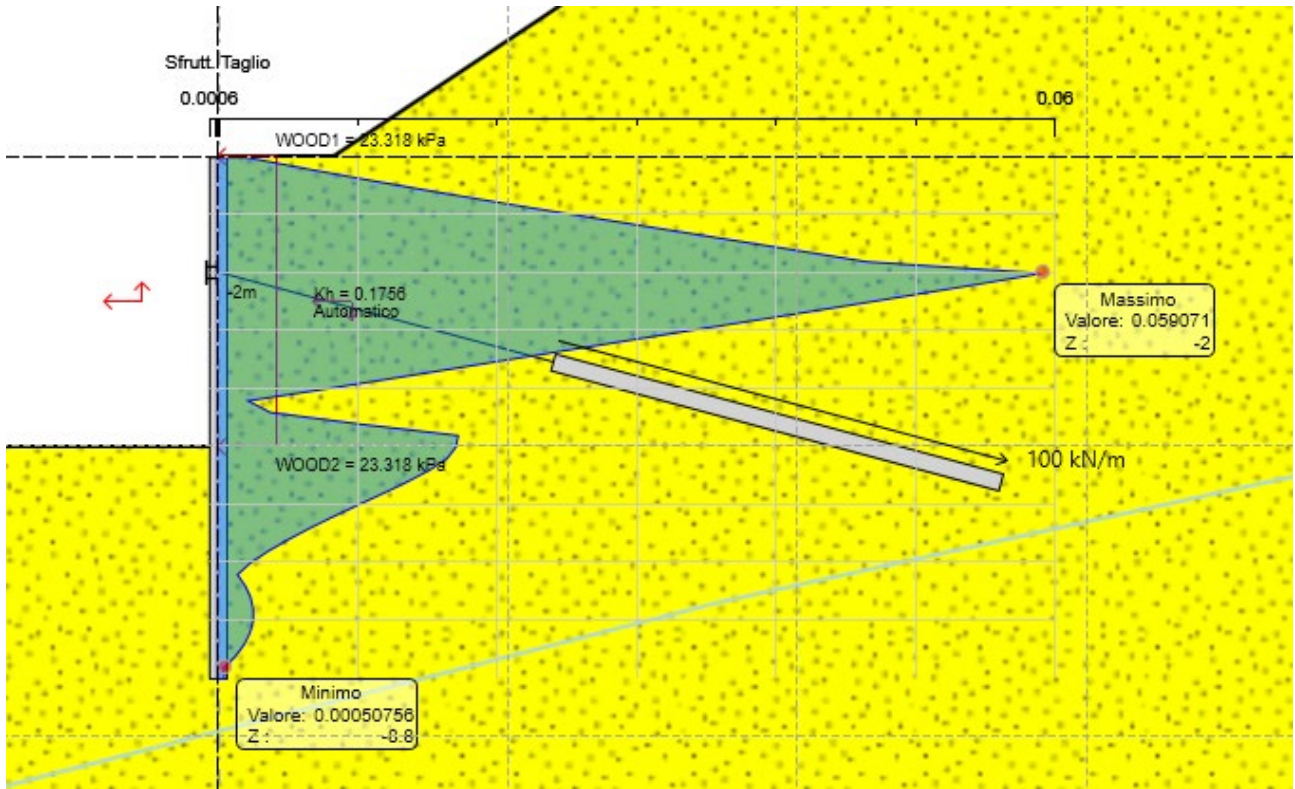 Sfrutt. Taglio
0.0006
0.06
WOOD1 = 23.318 kPa
-2m
Kh = 0.1756
Automatico
Massimo
Valore: 0.059071
Z : -2
WOOD2 = 23.318 kPa
100 kN/m
Minimo
Valore: 0.00050756
Z : -8.8